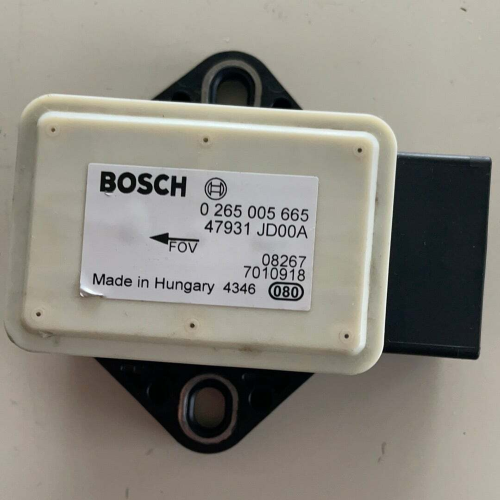 BOSCH
0 265 005 665
47931 JD00A
FOV
08267
7010918
Made in Hungary 4346 080